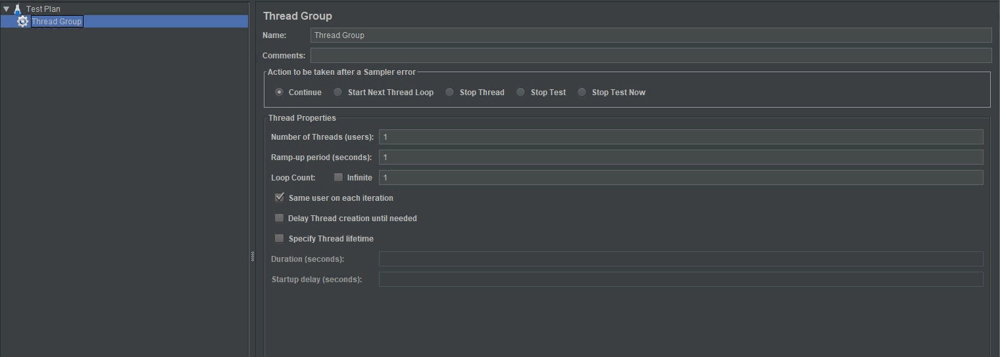 Test Plan
Thread Group
Thread Group
Name: Thread Group
Comments:
Action to be taken after a Sampler error
Continue Start Next Thread Loop Stop Thread Stop Test Stop Test Now
Thread Properties
Number of Threads (users): 1
Ramp-up period (seconds): 1
Loop Count: Infinite 1
Same user on each iteration
Delay Thread creation until needed
Specify Thread lifetime
Duration (seconds):
Startup delay (seconds):